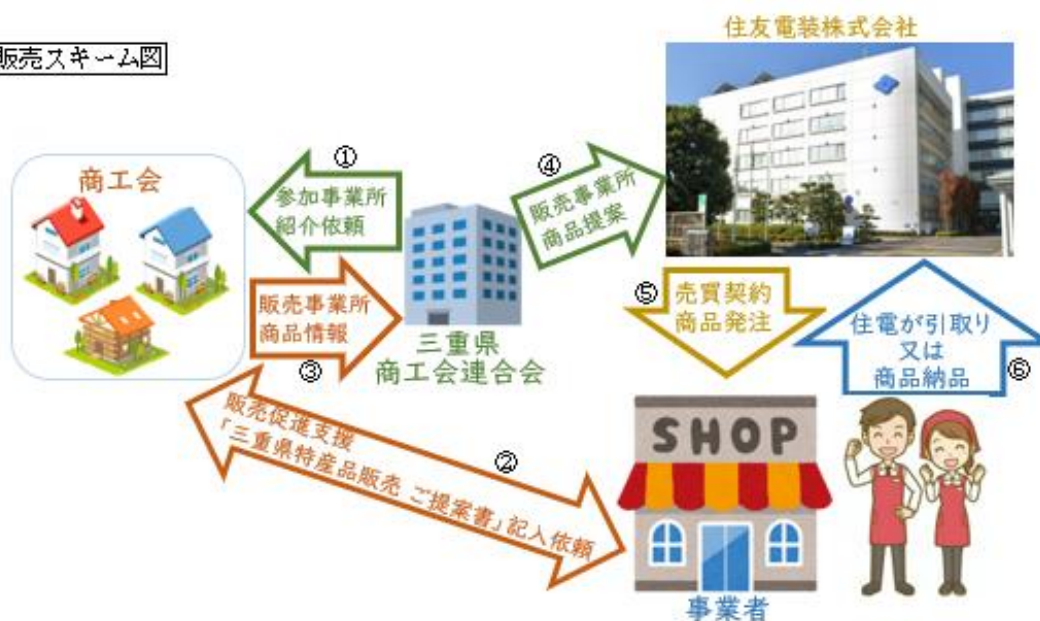 販売スキーム図
住友電装株式会社
商工会
①
参加事業所
紹介依頼
④
販売事業所
商品提案
販売事業所
商品情報
③
三重県
商工会連合会
⑤
売買契約
商品発注
住電が引取り
又は
商品納品
⑥
販売促進支援
「三重県特産品販売 ご提案書」記入依頼
②
SHOP
事業者